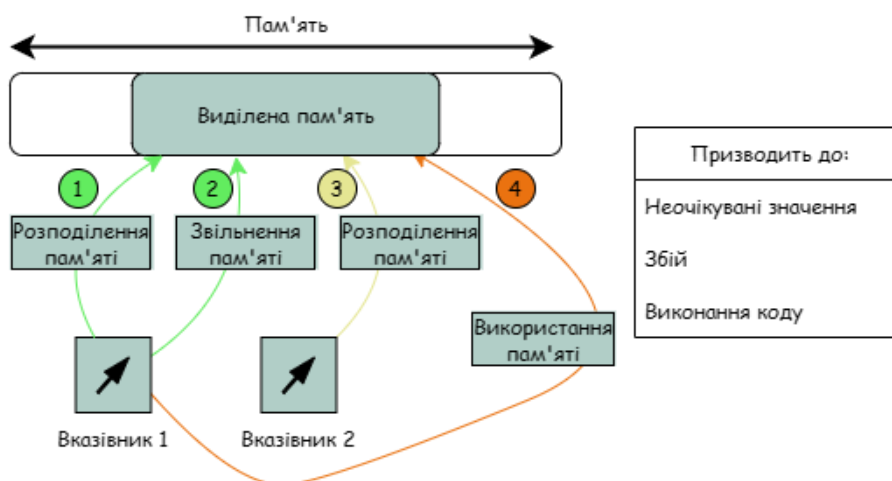 Пам'ять
Виділена пам'ять
1
2
3
4
Розподілення
пам'яті
Звільнення
пам'яті
Розподілення
пам'яті
Використання
пам'яті
Вказівник 1
Вказівник 2
Призводить до:
Неочікувані значення
Збій
Виконання коду